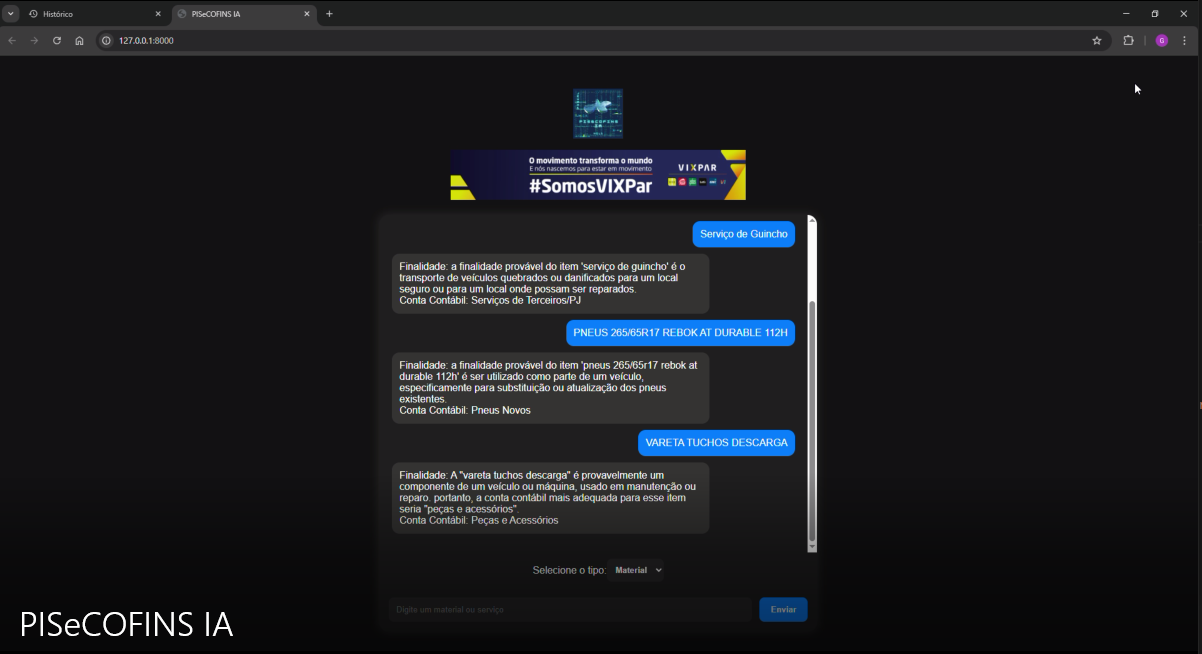 Histórico
PISeCOFINS IA
127.0.0.1:8000
G
PISeCOFINS
IA
O movimento transforma o mundo
E nós nascemos para estar em movimento
#SomosVIXPar
VIXPAR
Serviço de Guincho
Finalidade: a finalidade provável do item 'serviço de guincho' é o
transporte de veículos quebrados ou danificados para um local
seguro ou para um local onde possam ser reparados.
Conta Contábil: Serviços de Terceiros/PJ
PNEUS 265/65R17 REBOK AT DURABLE 112H
Finalidade: a finalidade provável do item 'pneus 265/65r17 rebok at
durable 112h' é ser utilizado como parte de um veículo,
especificamente para substituição ou atualização dos pneus
existentes.
Conta Contábil: Pneus Novos
VARETA TUCHOS DESCARGA
Finalidade: A "vareta tuchos descarga" é provavelmente um
componente de um veículo ou máquina, usado em manutenção ou
reparo. portanto, a conta contábil mais adequada para esse item
seria "peças e acessórios".
Conta Contábil: Peças e Acessórios
Selecione o tipo: Material
Digite um material ou serviço
Enviar
PISeCOFINS IA